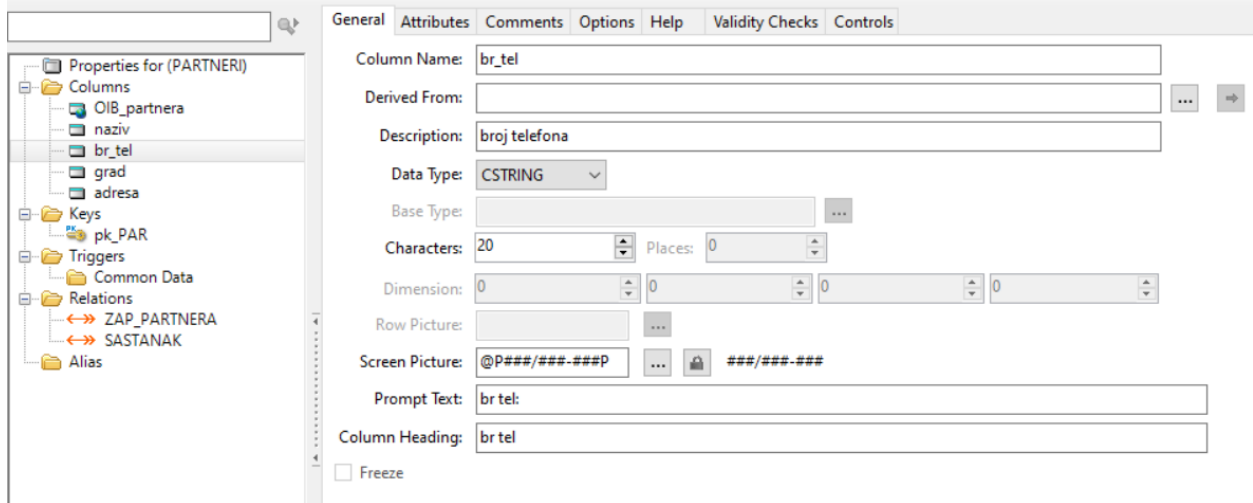 General Attributes Comments Options Help Validity Checks Controls
Properties for (PARTNERI)
Columns
OIB_partnera
naziv
br_tel
grad
adresa
Keys
PK
pk_PAR
Triggers
Common Data
Relations
ZAP_PARTNERA
SASTANAK
Alias
Column Name: br_tel
Derived From: ...
Description: broj telefona
Data Type: CSTRING
Base Type: ...
Characters: 20 Places: 0
Dimension: 0 0 0 0
Row Picture: ...
Screen Picture: @P###/###-###P ... ###/###-###
Prompt Text: br tel:
Column Heading: br tel
Freeze